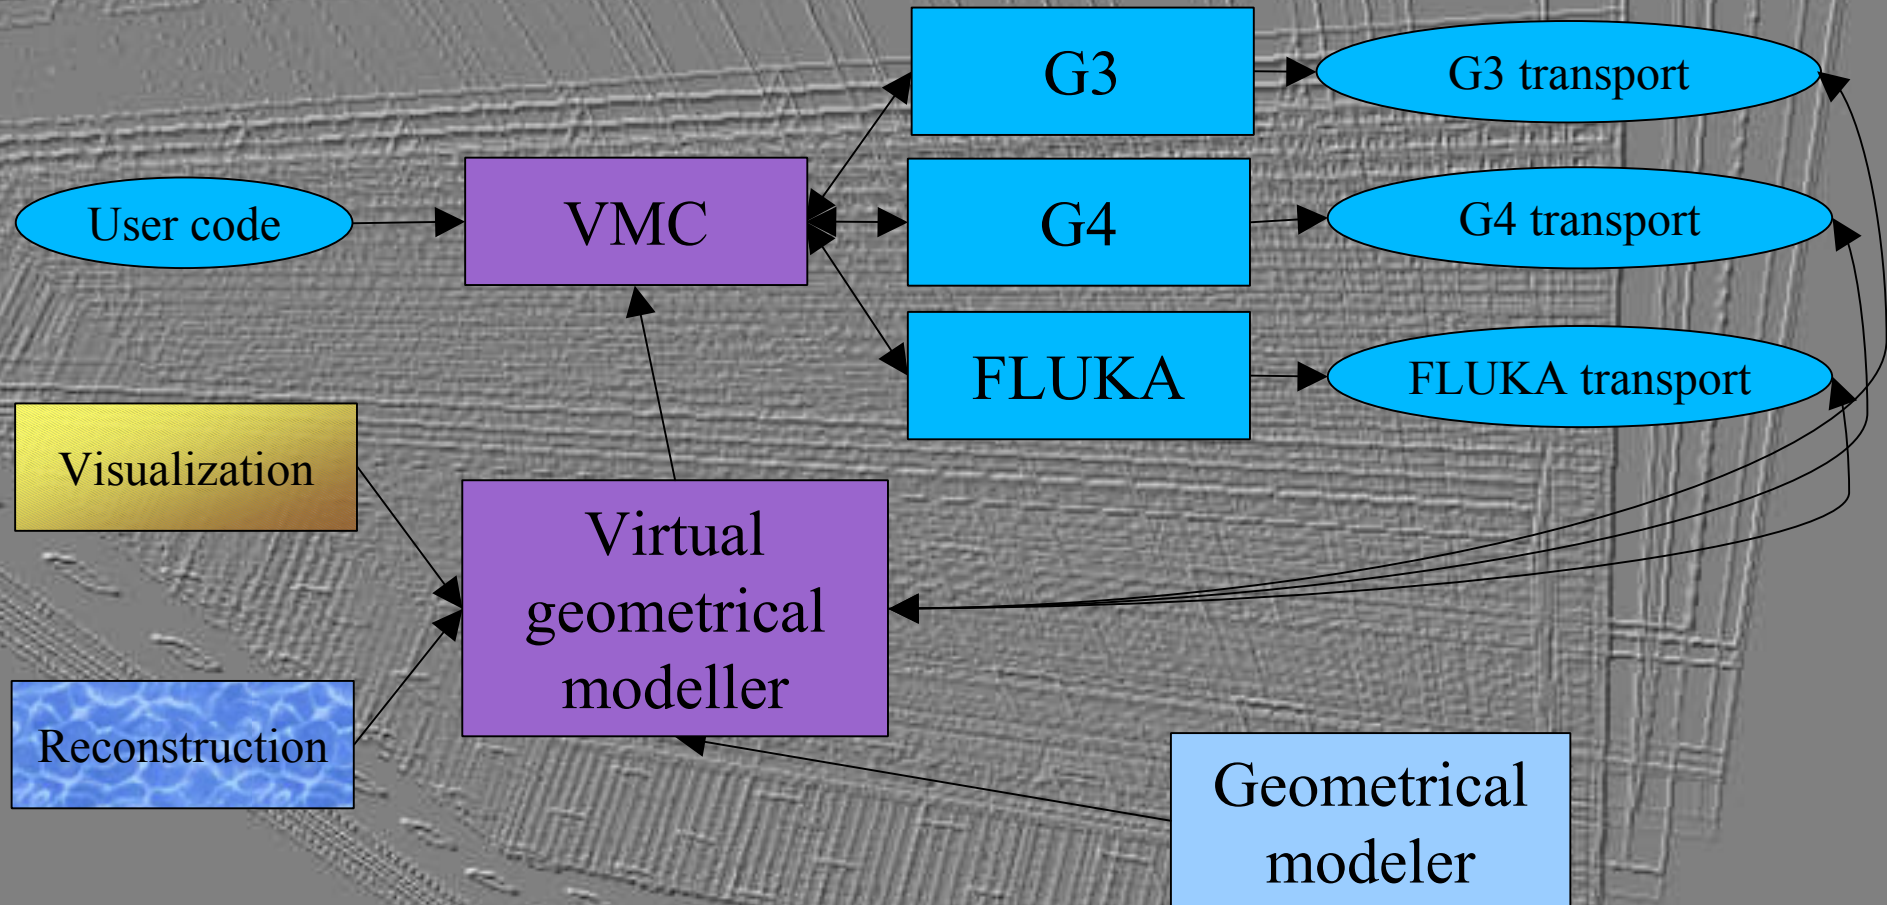 G3
G3 transport
User code
VMC
G4
G4 transport
FLUKA
FLUKA transport
Visualization
Virtual
geometrical
modeller
Reconstruction
Geometrical
modeler